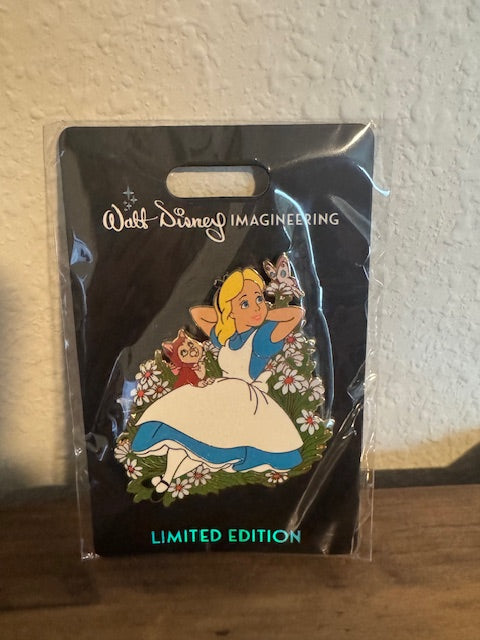 Walt Disney IMAGINEERING
LIMITED EDITION